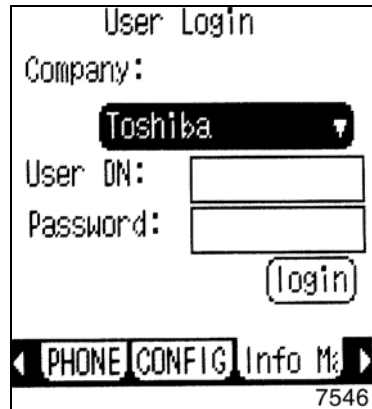 User Login
Company:
Toshiba
User DN:
Password:
login
PHONE CONFIG Info Ma
7546